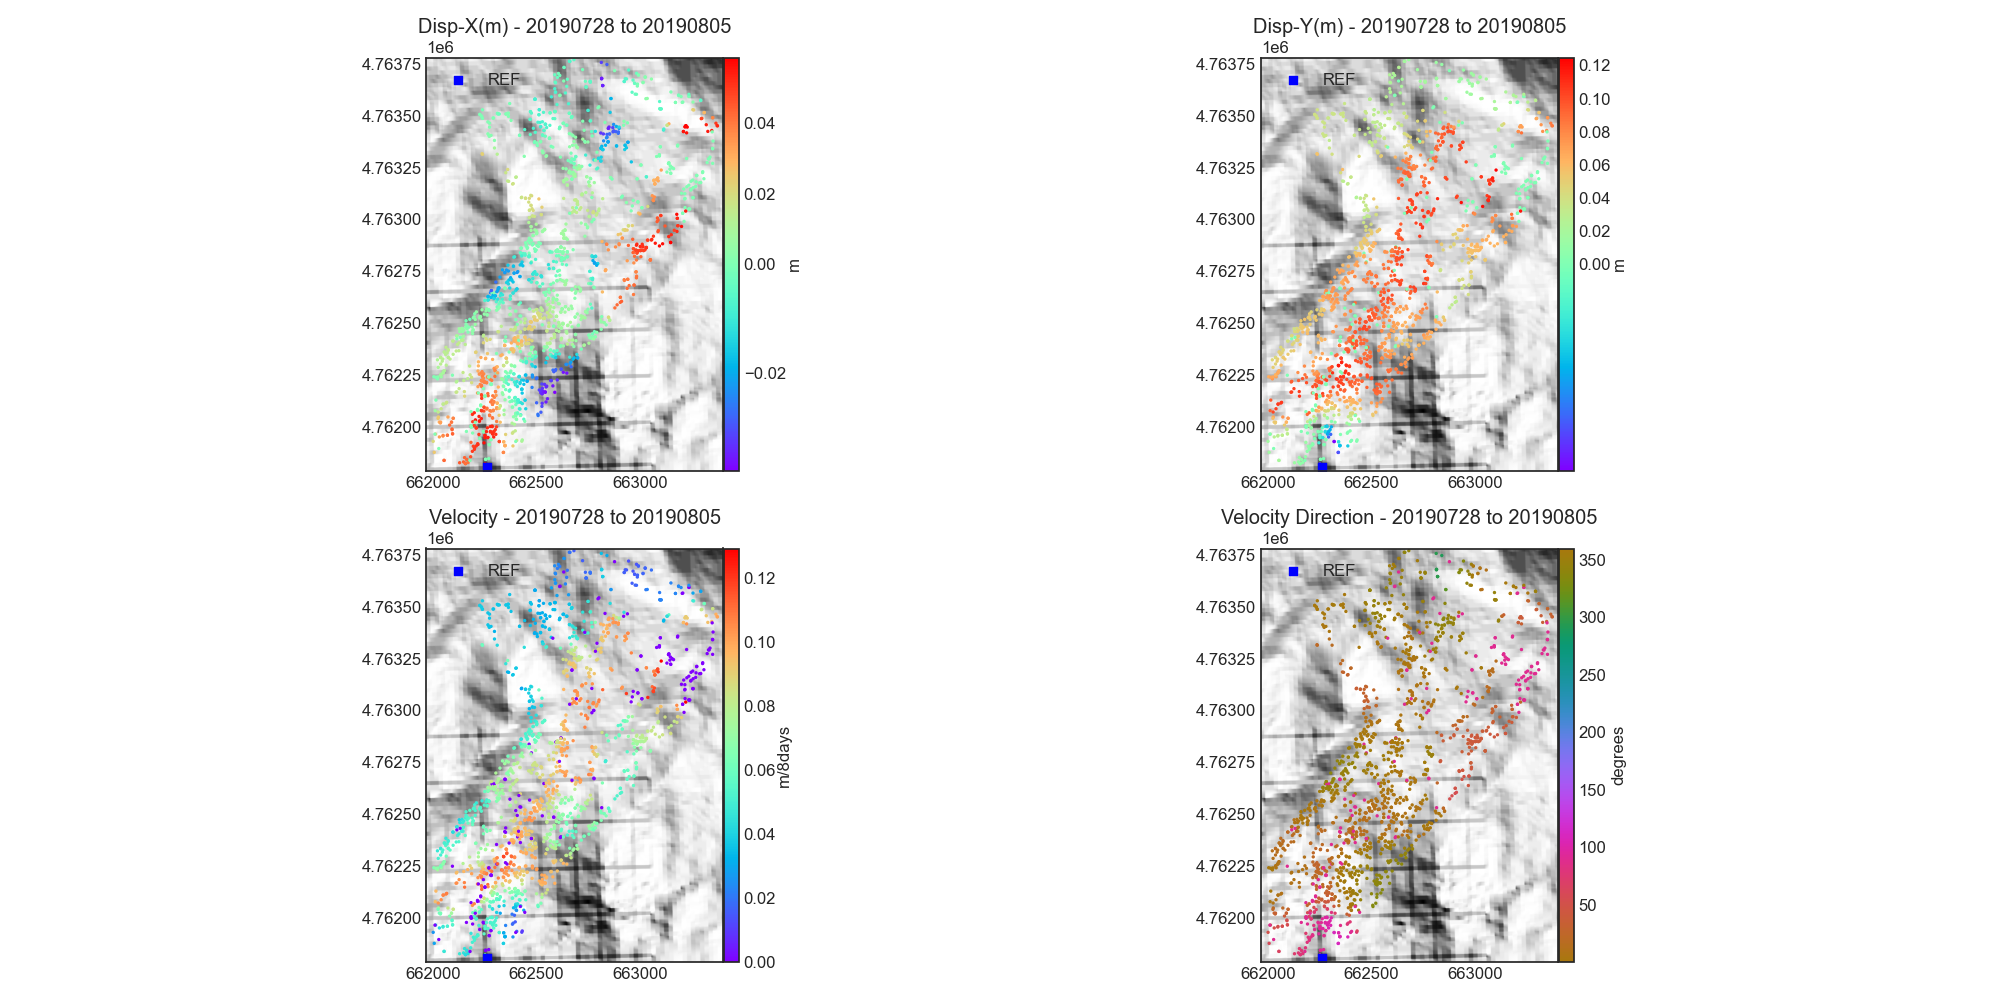 Disp-X(m) - 20190728 to 20190805
1e6
REF
4.76375
4.76350
4.76325
4.76300
4.76275
4.76250
4.76225
4.76200
662000 662500 663000
0.04
0.02
0.00
−0.02
m
Disp-Y(m) - 20190728 to 20190805
1e6
REF
4.76375
4.76350
4.76325
4.76300
4.76275
4.76250
4.76225
4.76200
662000 662500 663000
0.12
0.10
0.08
0.06
0.04
0.02
0.00
m
Velocity - 20190728 to 20190805
1e6
REF
4.76375
4.76350
4.76325
4.76300
4.76275
4.76250
4.76225
4.76200
662000 662500 663000
0.12
0.10
0.08
0.06
0.04
0.02
0.00
m/8days
Velocity Direction - 20190728 to 20190805
1e6
REF
4.76375
4.76350
4.76325
4.76300
4.76275
4.76250
4.76225
4.76200
662000 662500 663000
350
300
250
200
150
100
50
degrees